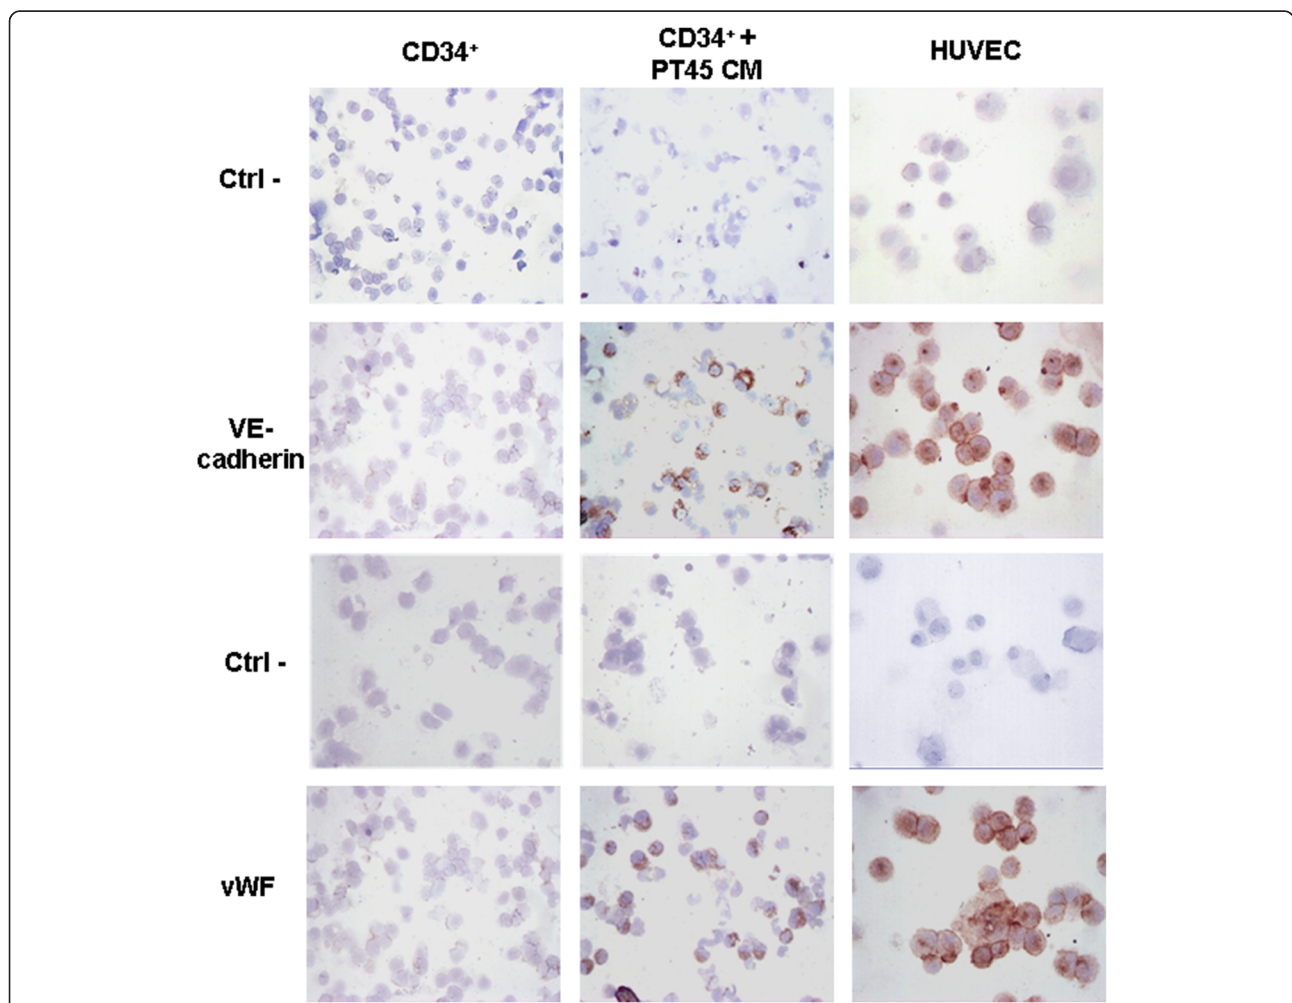 CD34⁺
CD34⁺ +
PT45 CM
HUVEC
Ctrl -
VE-
cadherin
Ctrl -
vWF